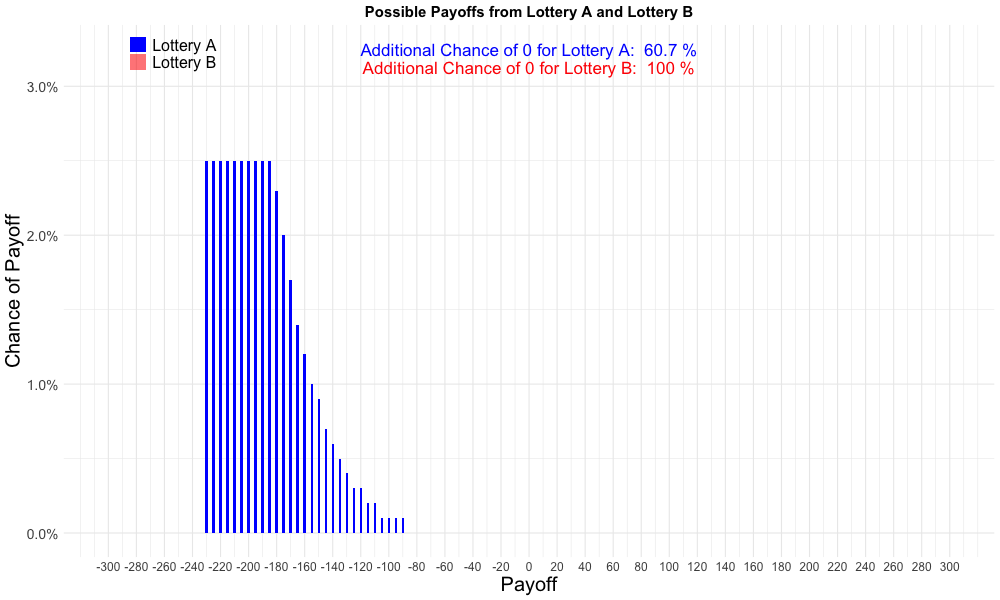 Possible Payoffs from Lottery A and Lottery B
Lottery A
Lottery B
Additional Chance of 0 for Lottery A:  60.7 %
Additional Chance of 0 for Lottery B:  100 %
Chance of Payoff
3.0%
2.0%
1.0%
0.0%
-300 -280 -260 -240 -220 -200 -180 -160 -140 -120 -100 -80 -60 -40 -20 0 20 40 60 80 100 120 140 160 180 200 220 240 260 280 300
Payoff